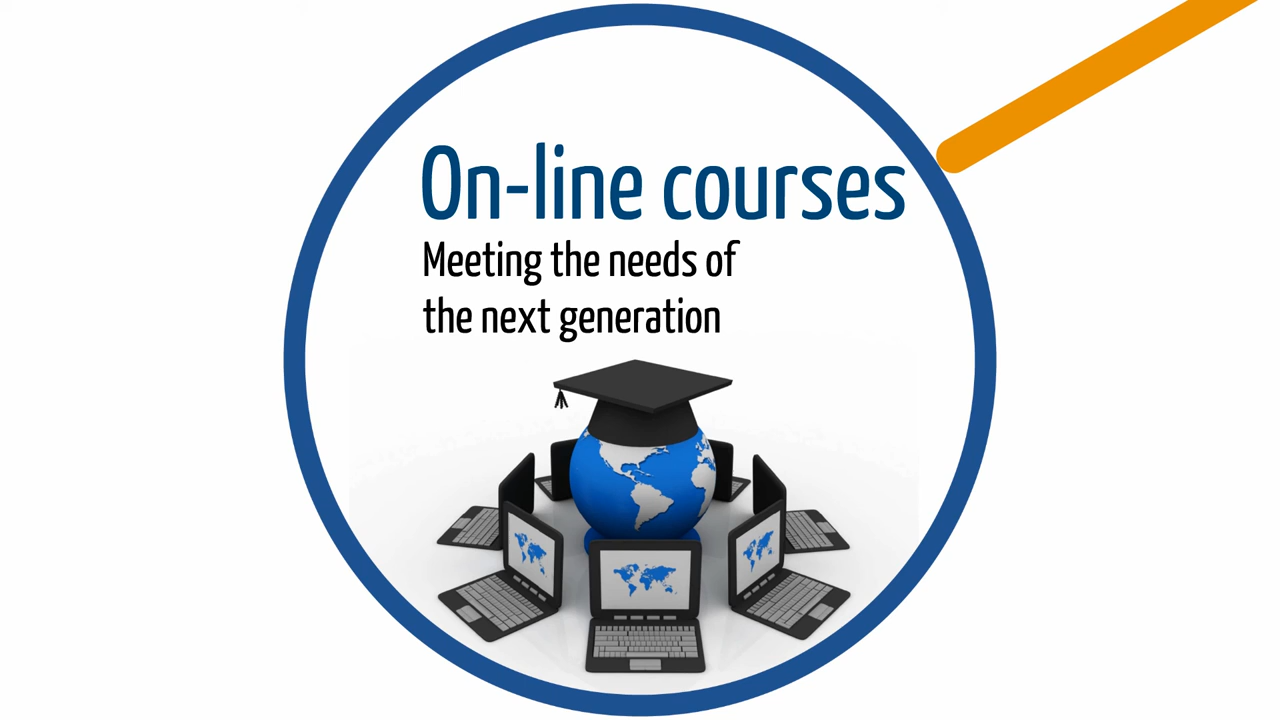 On-line courses
Meeting the needs of
the next generation